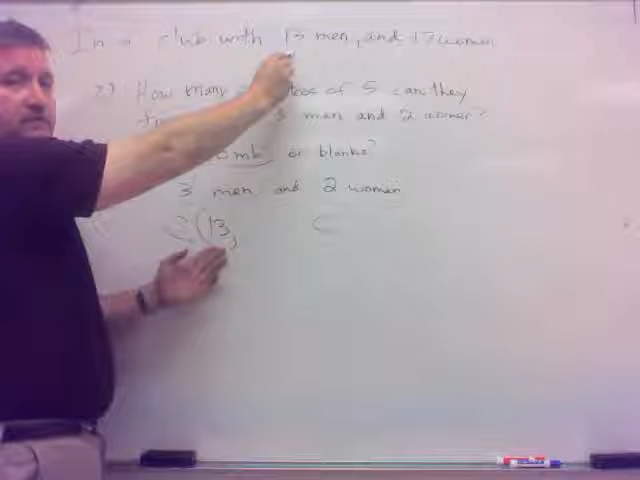 In a club with 13 men, and 17 women
2) How many of 5 can they
3 men and 2 women?
comb or blanks?
3 men and 2 women
C(13,
C